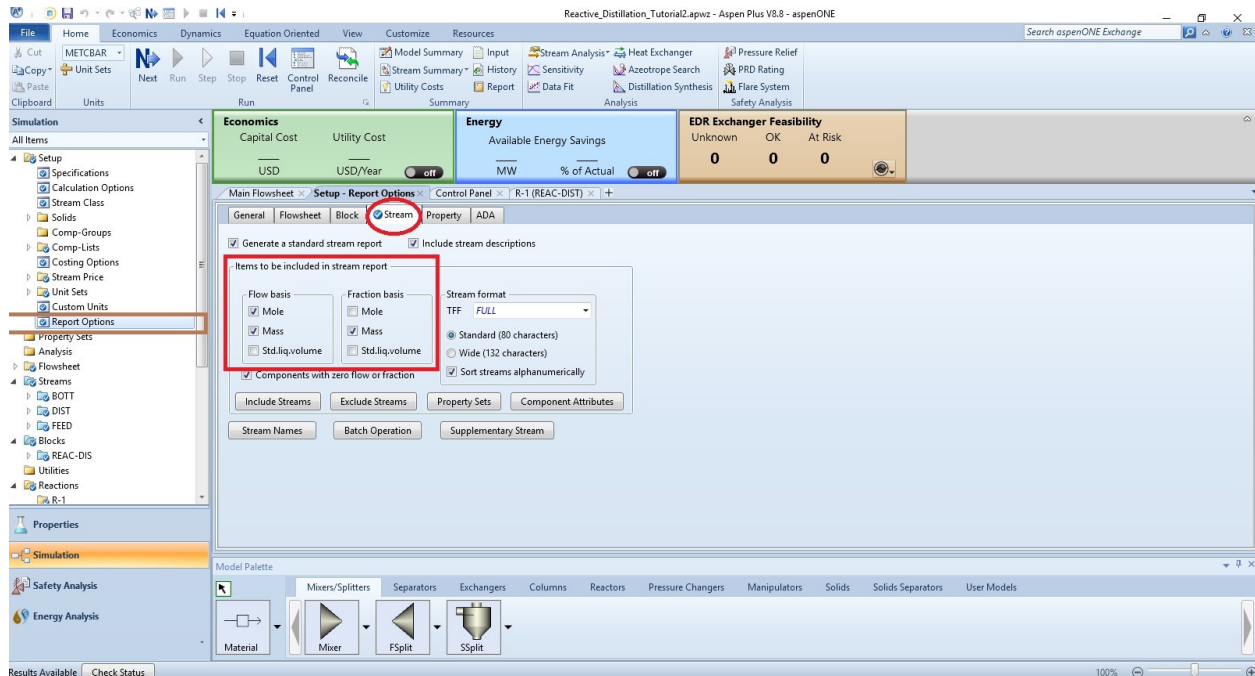 Reactive_Distillation_Tutorial2.apwz - Aspen Plus V8.8 - aspenONE
File Home Economics Dynamics Equation Oriented View Customize Resources
Search aspenONE Exchange
Cut METCBAR
Copy Unit Sets
Paste
Next Run Step Stop Reset Control Panel Reconcile
Model Summary Input Stream Analysis Heat Exchanger Pressure Relief
Stream Summary History Sensitivity Azeotrope Search PRD Rating
Utility Costs Report Data Fit Distillation Synthesis Flare System
Clipboard Units Run Summary Analysis Safety Analysis
Simulation
All Items
Setup
Specifications
Calculation Options
Stream Class
Solids
Comp-Groups
Comp-Lists
Costing Options
Stream Price
Unit Sets
Custom Units
Report Options
Property Sets
Analysis
Flowsheet
Streams
BOTT
DIST
FEED
Blocks
REAC-DIS
Utilities
Reactions
R-1
Properties
Simulation
Safety Analysis
Energy Analysis
Economics
Capital Cost Utility Cost
USD USD/Year off
Energy
Available Energy Savings
MW % of Actual off
EDR Exchanger Feasibility
Unknown OK At Risk
0 0 0
Main Flowsheet Setup - Report Options Control Panel R-1 (REAC-DIST) +
General Flowsheet Block Stream Property ADA
Generate a standard stream report Include stream descriptions
Items to be included in stream report
Flow basis Fraction basis Stream format
Mole Mole TFF FULL
Mass Mass Standard (80 characters)
Std.liq.volume Std.liq.volume Wide (132 characters)
Components with zero flow or fraction Sort streams alphanumerically
Include Streams Exclude Streams Property Sets Component Attributes
Stream Names Batch Operation Supplementary Stream
Model Palette
Mixers/Splitters Separators Exchangers Columns Reactors Pressure Changers Manipulators Solids Solids Separators User Models
Material Mixer FSplit SSplit
Results Available Check Status 100%